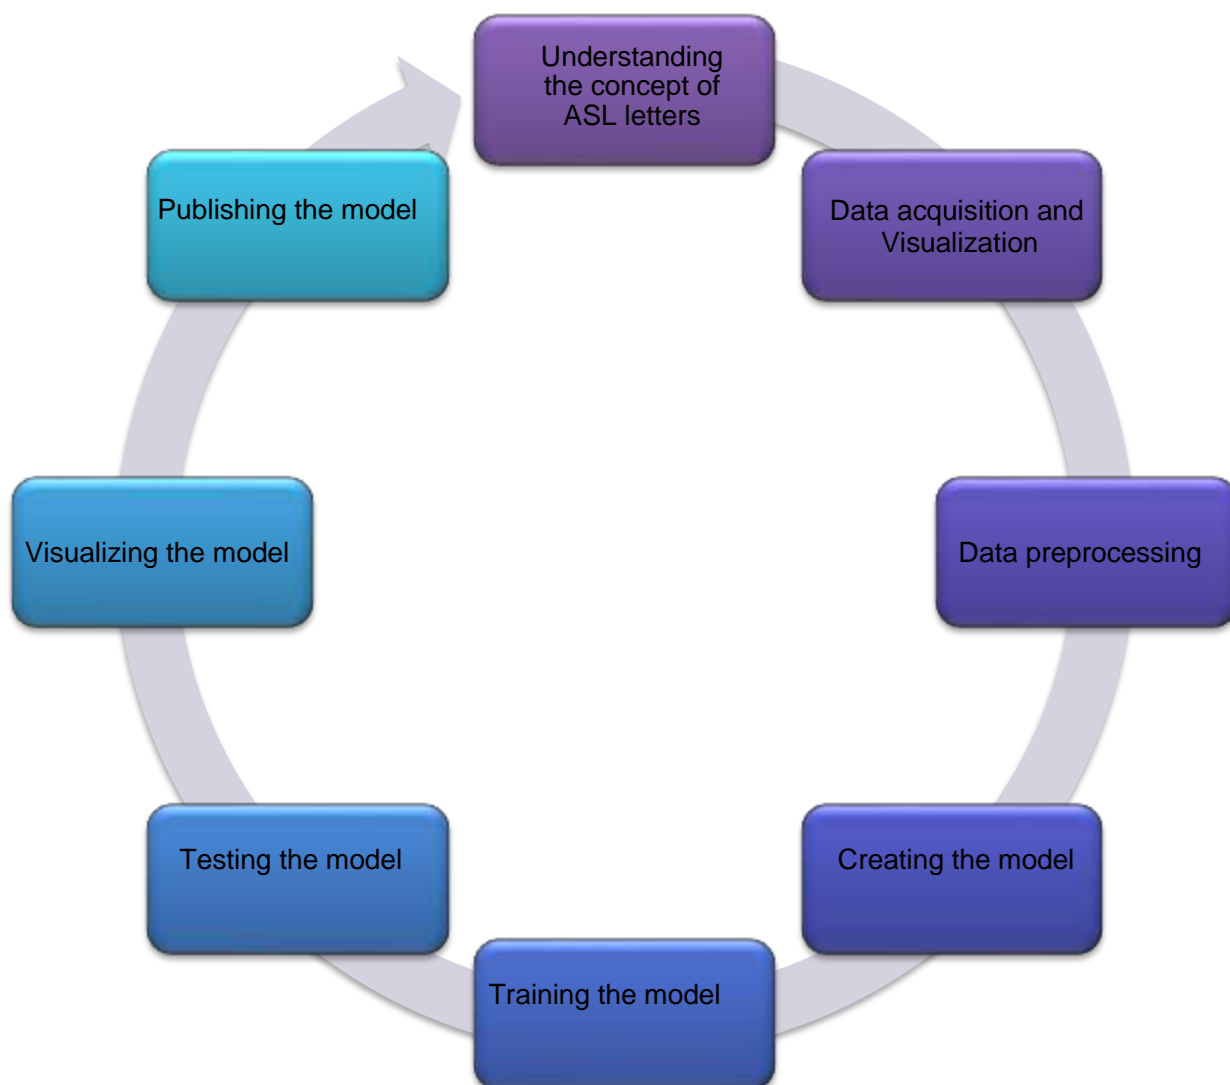 Understanding
the concept of
ASL letters
Data acquisition and
Visualization
Data preprocessing
Creating the model
Training the model
Testing the model
Visualizing the model
Publishing the model